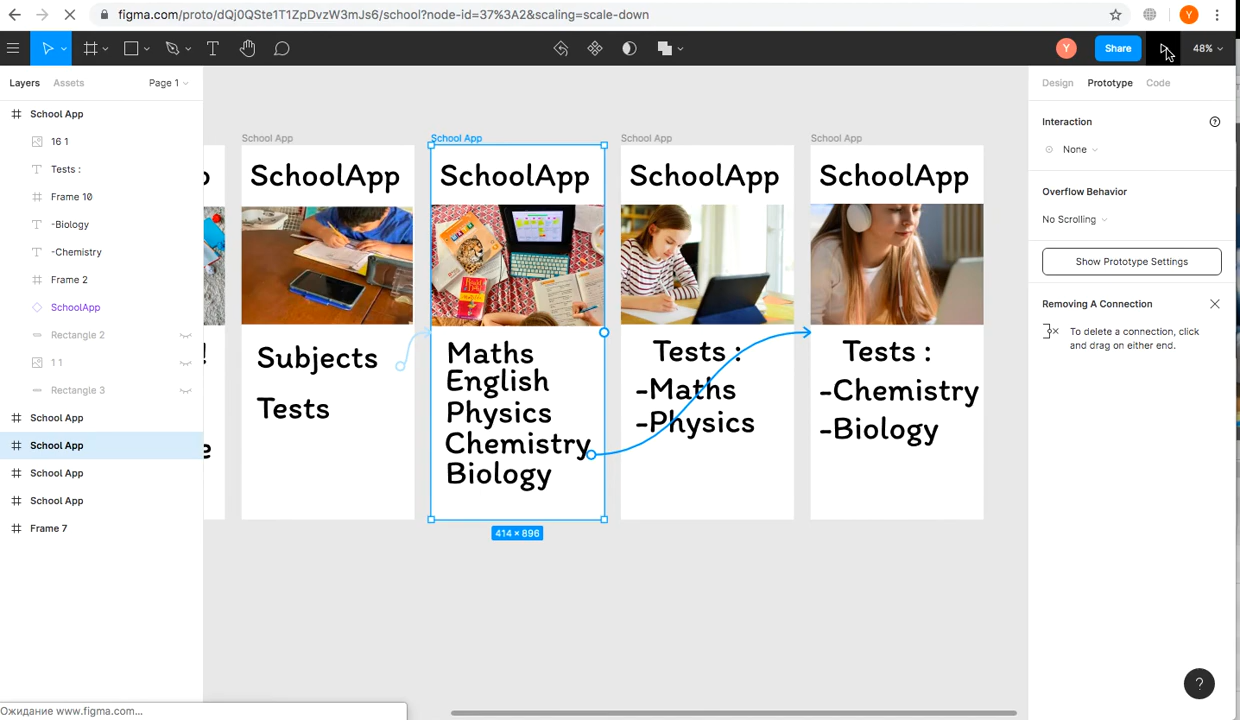 figma.com/proto/dQj0QSte1T1ZpDvzW3mJs6/school?node-id=37%3A2&scaling=scale-down
Y
Y
Share
48%
Layers
Assets
Page 1
School App
16 1
Tests :
Frame 10
-Biology
-Chemistry
Frame 2
SchoolApp
Rectangle 2
1 1
Rectangle 3
School App
School App
School App
School App
Frame 7
School App
SchoolApp
Subjects
Tests
School App
SchoolApp
Maths
English
Physics
Chemistry
Biology
414 × 896
School App
SchoolApp
Tests :
-Maths
-Physics
School App
SchoolApp
Tests :
-Chemistry
-Biology
Design
Prototype
Code
Interaction
None
Overflow Behavior
No Scrolling
Show Prototype Settings
Removing A Connection
To delete a connection, click
and drag on either end.
?
Ожидание www.figma.com...